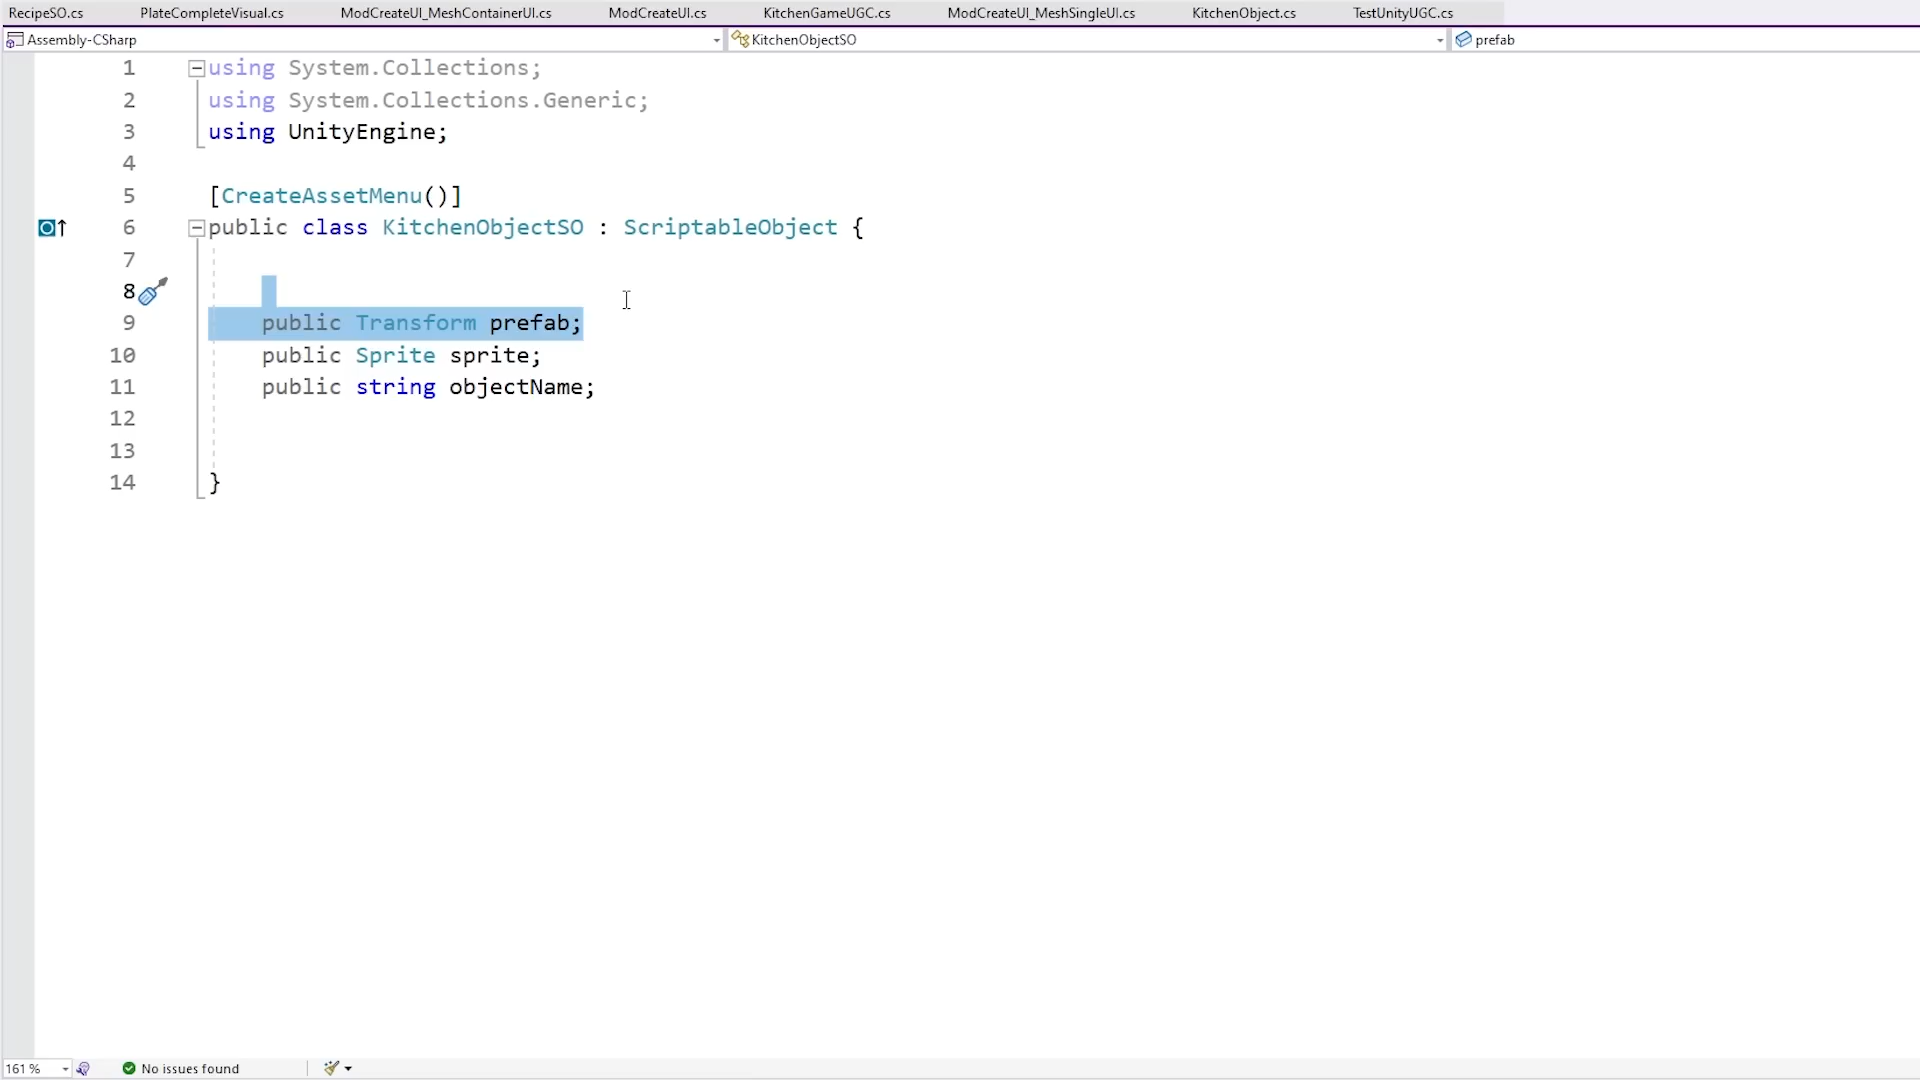 RecipeSO.cs PlateCompleteVisual.cs ModCreateUI_MeshContainerUI.cs ModCreateUI.cs KitchenGameUGC.cs ModCreateUI_MeshSingleUI.cs KitchenObject.cs TestUnityUGC.cs
Assembly-CSharp KitchenObjectSO prefab
1 using System.Collections;
2 using System.Collections.Generic;
3 using UnityEngine;
4
5 [CreateAssetMenu()]
6 public class KitchenObjectSO : ScriptableObject {
7
8
9 public Transform prefab;
10 public Sprite sprite;
11 public string objectName;
12
13
14 }
161 % No issues found